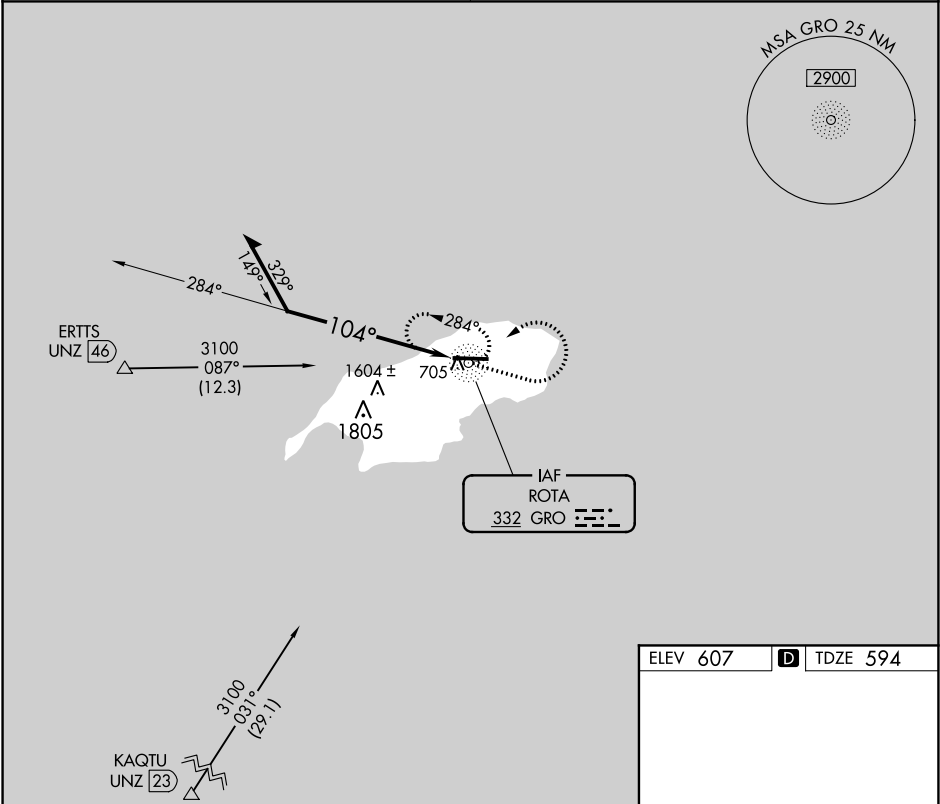 MSA GRO 25 NM
2900
284°
149°
329°
104°
284°
ERTTS
UNZ 46
3100
087°
(12.3)
1604 ±
705
1805
IAF
ROTA
332 GRO
3100
031°
(29.1)
KAQTU
UNZ 23
ELEV 607 D TDZE 594